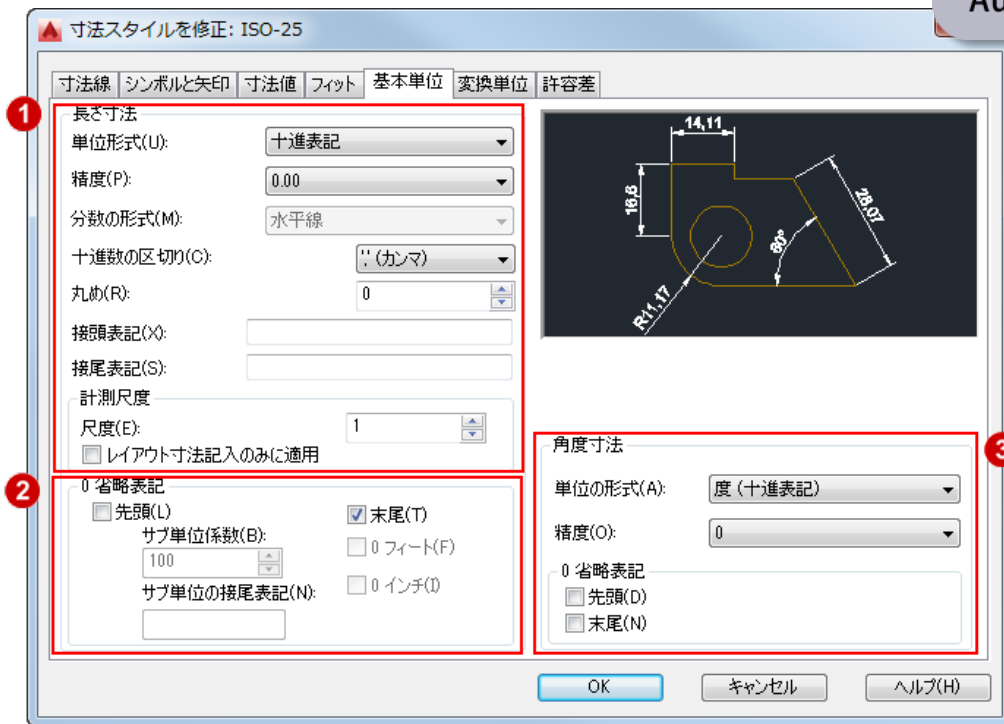 Au
寸法スタイルを修正: ISO-25
寸法線 シンボルと矢印 寸法値 フィット 基本単位 変換単位 許容差
1
長さ寸法
単位形式(U): 十進表記
精度(P): 0.00
分数の形式(M): 水平線
十進数の区切り(C): ',' (カンマ)
丸め(R): 0
接頭表記(X):
接尾表記(S):
計測尺度
尺度(E): 1
レイアウト寸法記入のみに適用
14,11
16,6
28,07
60°
R11,17
2
0 省略表記
先頭(L)
サブ単位係数(B):
100
サブ単位の接尾表記(N):
末尾(T)
0 フィート(F)
0 インチ(I)
3
角度寸法
単位の形式(A): 度 (十進表記)
精度(O): 0
0 省略表記
先頭(D)
末尾(N)
OK キャンセル ヘルプ(H)